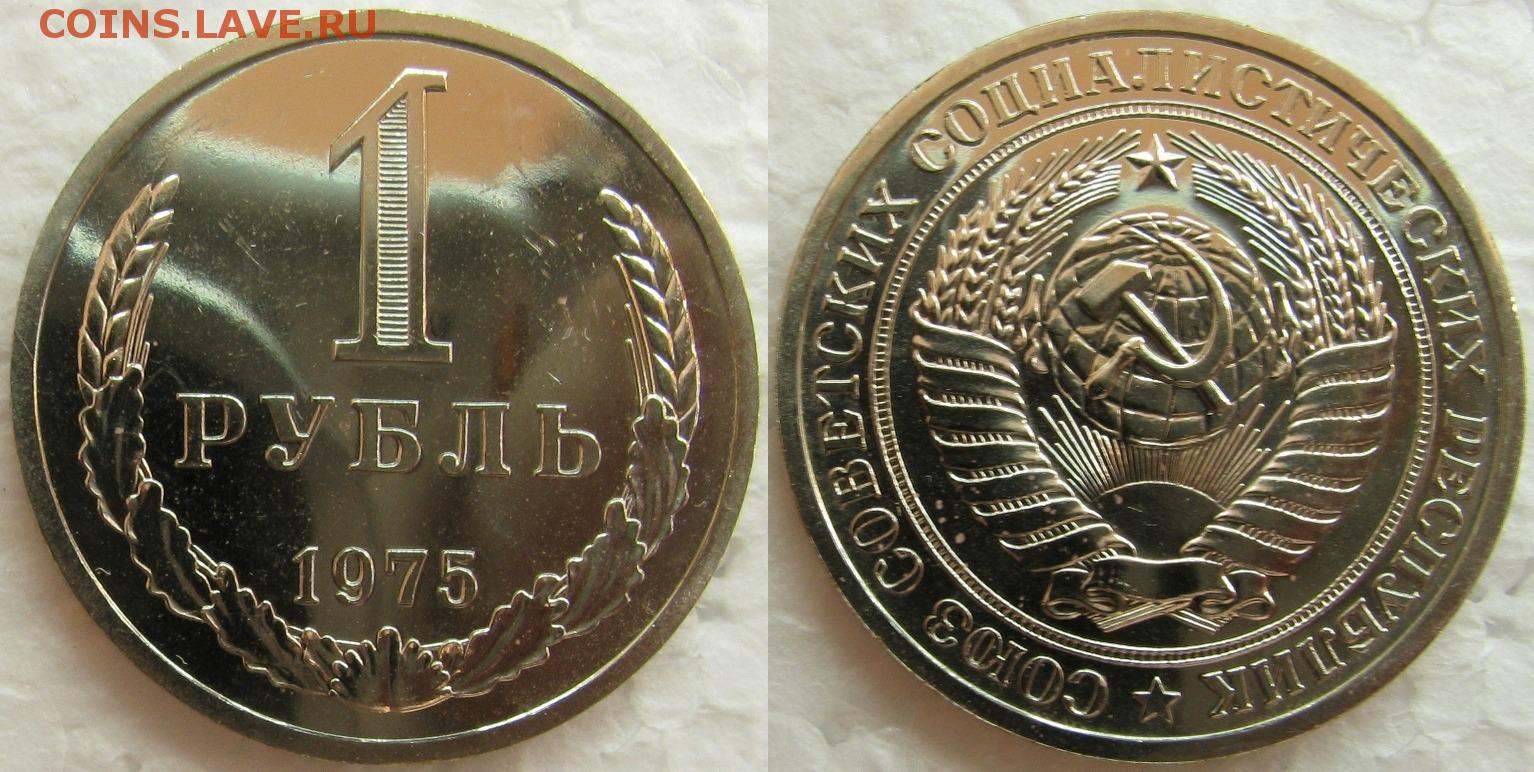 COINS.LAVE.RU
1
РУБЛЬ
1975
СОЮЗ СОВЕТСКИХ СОЦИАЛИСТИЧЕСКИХ РЕСПУБЛИК